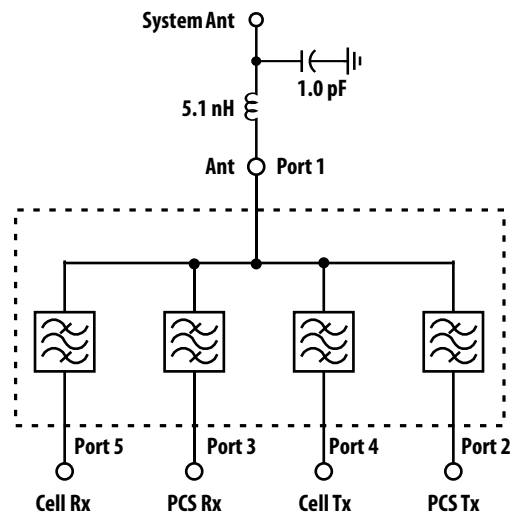 System Ant
1.0 pF
5.1 nH
Ant Port 1
Port 5 Port 3 Port 4 Port 2
Cell Rx PCS Rx Cell Tx PCS Tx